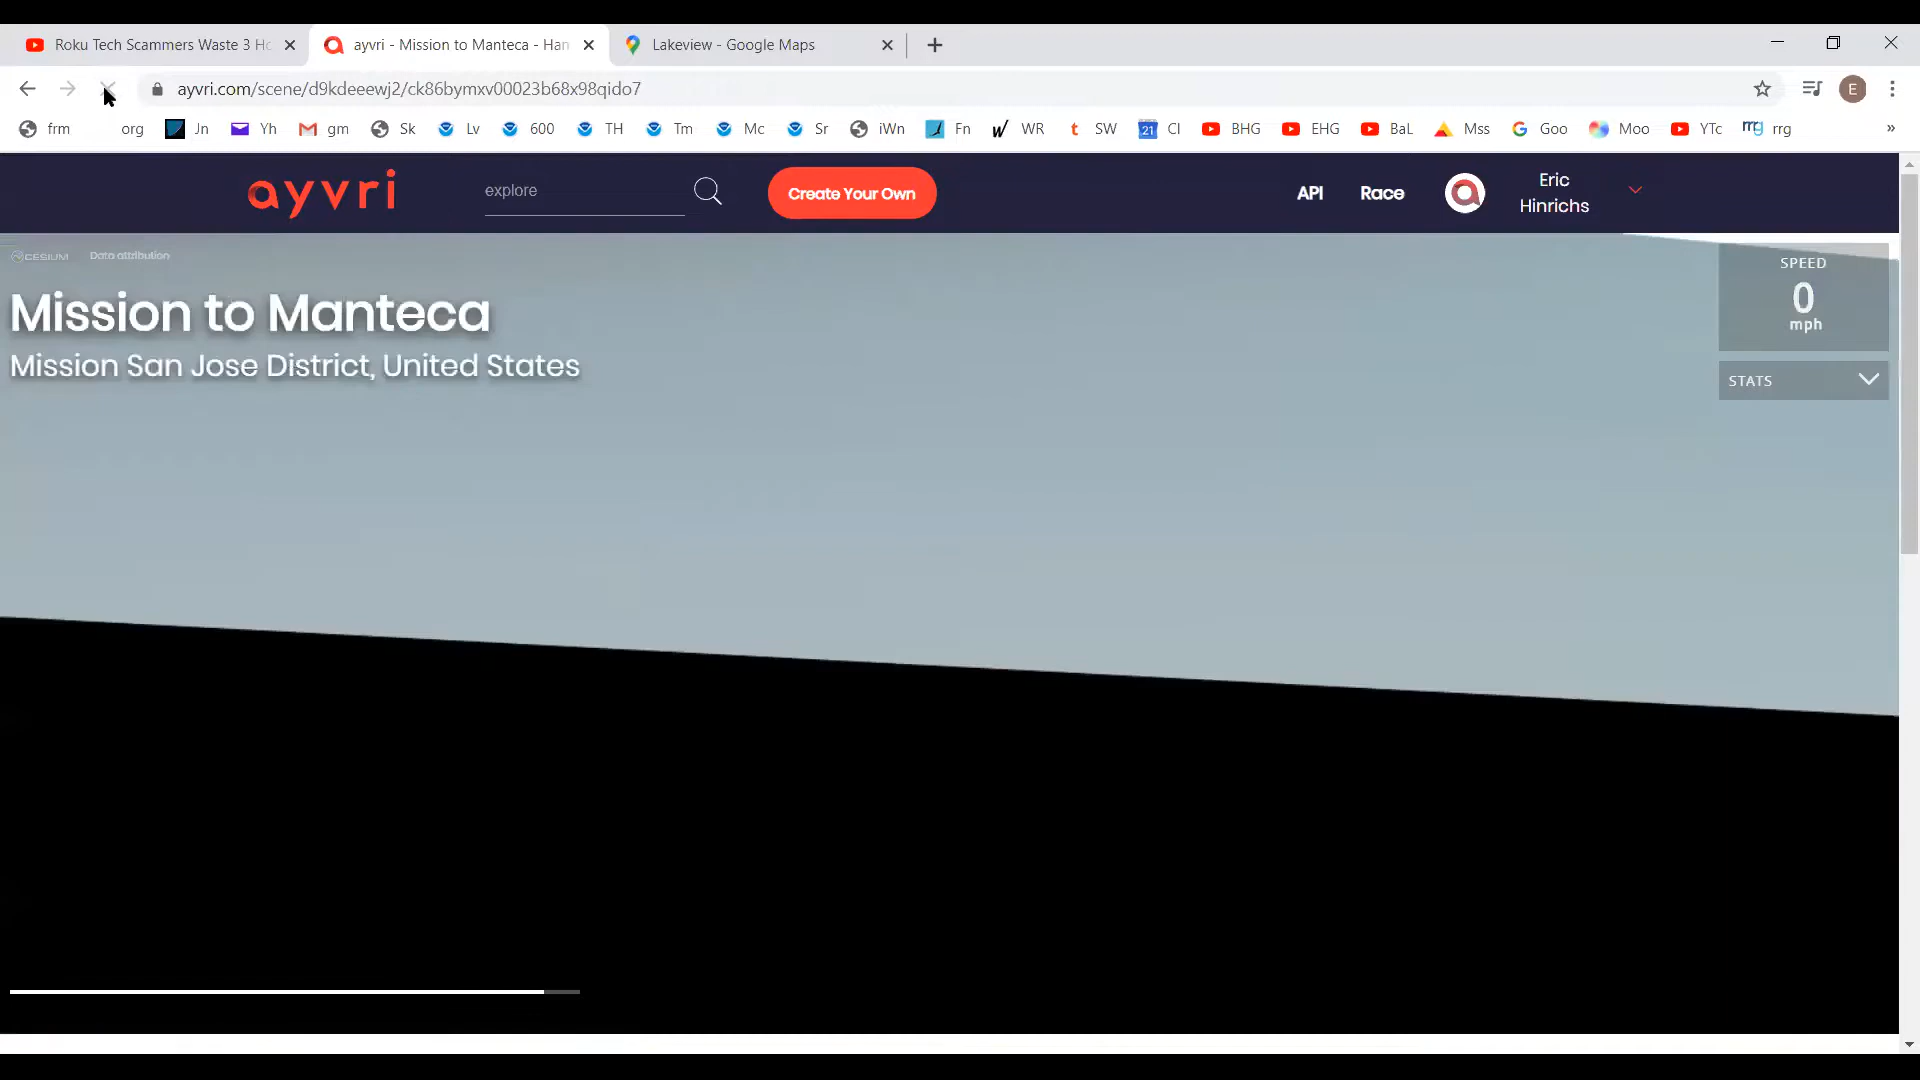 Roku Tech Scammers Waste 3 Ho
ayvri - Mission to Manteca - Han
Lakeview - Google Maps
ayvri.com/scene/d9kdeeewj2/ck86bymxv00023b68x98qido7
E
frm org Jn Yh gm Sk Lv 600 TH Tm Mc Sr iWn Fn WR SW 21 CI BHG EHG BaL Mss Goo Moo YTc rrg »
ayvri
explore
Create Your Own
API
Race
Eric
Hinrichs
CESIUM
Data attribution
SPEED
0
mph
STATS
Mission to Manteca
Mission San Jose District, United States